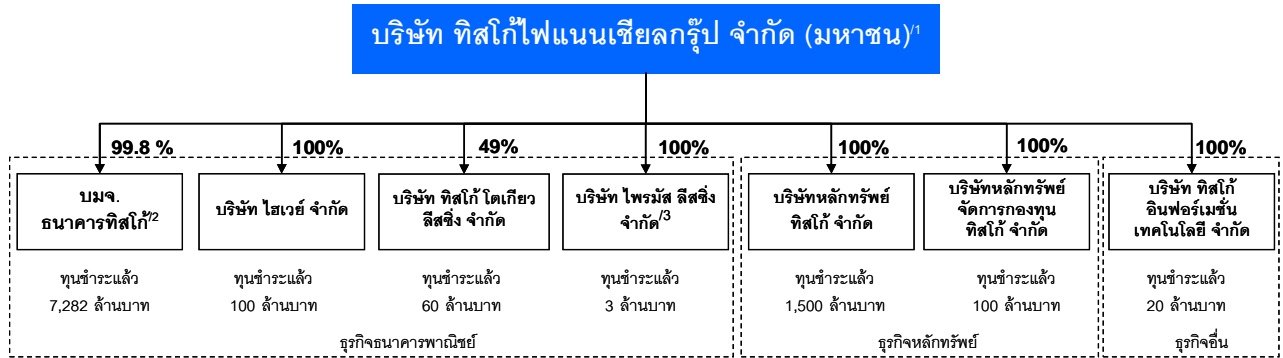 บริษัท ทิสโก้ไฟแนนเชียลกรุ๊ป จำกัด (มหาชน)/1
99.8 %
100%
49%
100%
100%
100%
100%
บมจ.
ธนาคารทิสโก้/2
บริษัท ไฮเวย์ จำกัด
บริษัท ทิสโก้ โตเกียว
ลีสซิ่ง จำกัด
บริษัท ไพรมัส ลีสซิ่ง
จำกัด/3
บริษัทหลักทรัพย์
ทิสโก้ จำกัด
บริษัทหลักทรัพย์
จัดการกองทุน
ทิสโก้ จำกัด
บริษัท ทิสโก้
อินฟอร์เมชั่น
เทคโนโลยี จำกัด
ทุนชำระแล้ว
7,282 ล้านบาท
ทุนชำระแล้ว
100 ล้านบาท
ทุนชำระแล้ว
60 ล้านบาท
ทุนชำระแล้ว
3 ล้านบาท
ทุนชำระแล้ว
1,500 ล้านบาท
ทุนชำระแล้ว
100 ล้านบาท
ทุนชำระแล้ว
20 ล้านบาท
ธุรกิจธนาคารพาณิชย์
ธุรกิจหลักทรัพย์
ธุรกิจอื่น